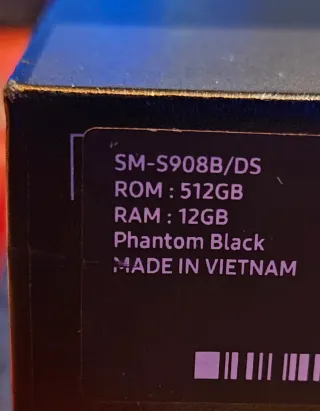 SM-S908B/DS
ROM : 512GB
RAM : 12GB
Phantom Black
MADE IN VIETNAM